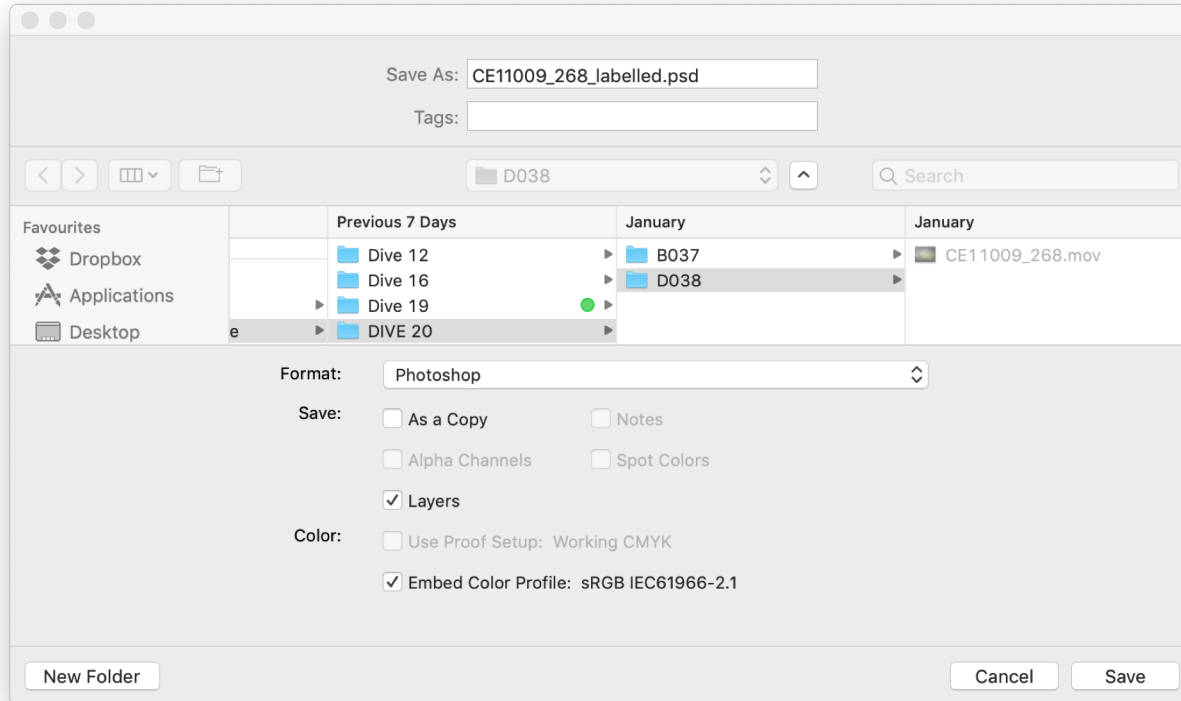 Save As: CE11009_268_labelled.psd
Tags:
D038
Search
Favourites
Dropbox
Applications
Desktop
e
Previous 7 Days
Dive 12
Dive 16
Dive 19
DIVE 20
January
B037
D038
January
CE11009_268.mov
Format: Photoshop
Save: As a Copy Notes
Alpha Channels Spot Colors
Layers
Color: Use Proof Setup: Working CMYK
Embed Color Profile: sRGB IEC61966-2.1
New Folder Cancel Save